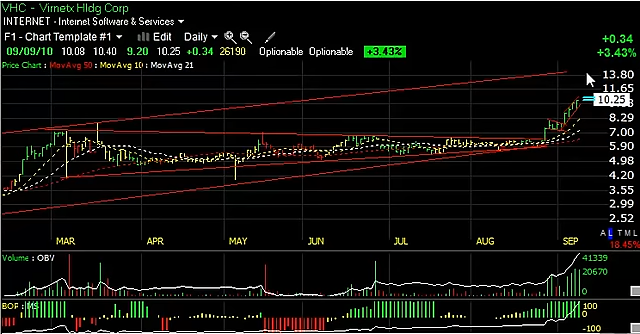 VHC - Virnetx Hldg Corp
INTERNET - Internet Software & Services
F1 - Chart Template #1 Edit Daily
09/09/10 10.08 10.40 9.20 10.25 +0.34 26190 Optionable Optionable +3.43%
+0.34
+3.43%
Price Chart : MovAvg 50 : MovAvg 10 : MovAvg 21
13.80
11.65
10.25
8.29
7.00
5.90
4.98
4.20
3.55
2.99
2.52
MAR APR MAY JUN JUL AUG SEP
A L T M L
18.45%
Volume : OBV
41339
20670
BOP : MS
100
0
-100